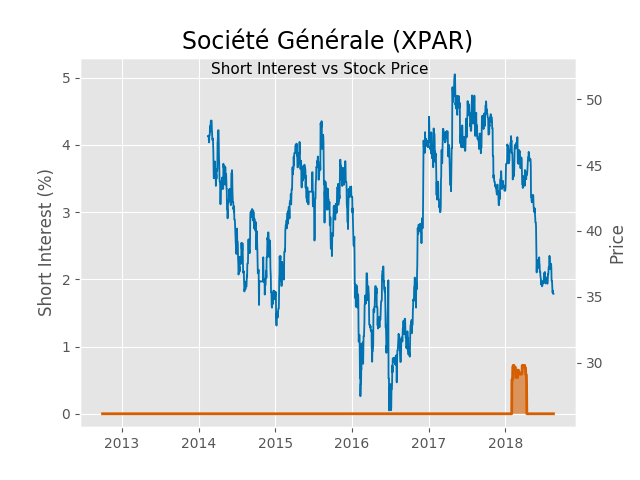 Société Générale (XPAR)
Short Interest vs Stock Price
Short Interest (%)
5
4
3
2
1
0
50
45
40
35
30
Price
2013 2014 2015 2016 2017 2018